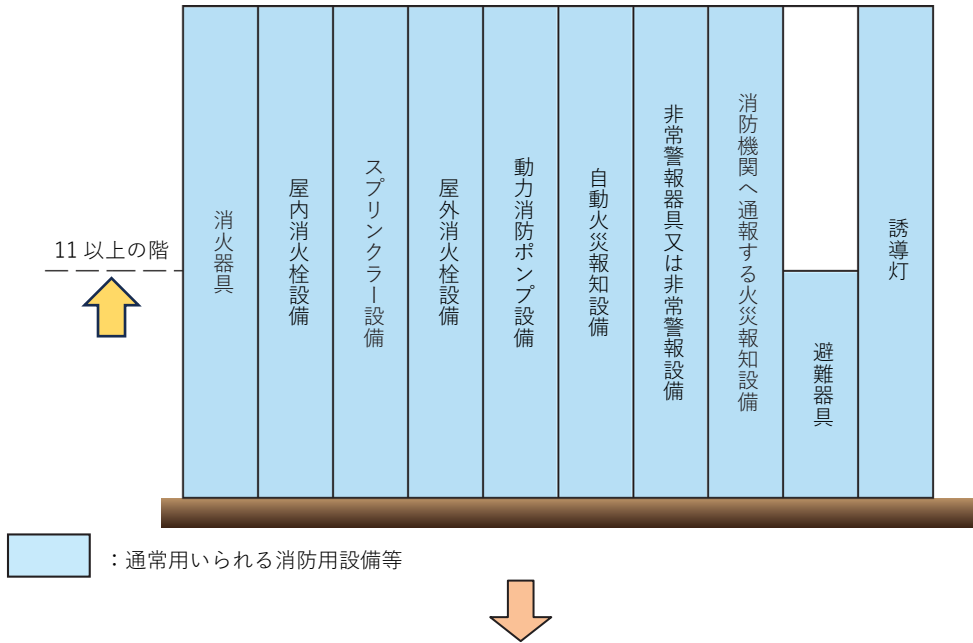 11 以上の階
消火器具
屋内消火栓設備
スプリンクラー設備
屋外消火栓設備
動力消防ポンプ設備
自動火災報知設備
非常警報器具又は非常警報設備
消防機関へ通報する火災報知設備
避難器具
誘導灯
：通常用いられる消防用設備等